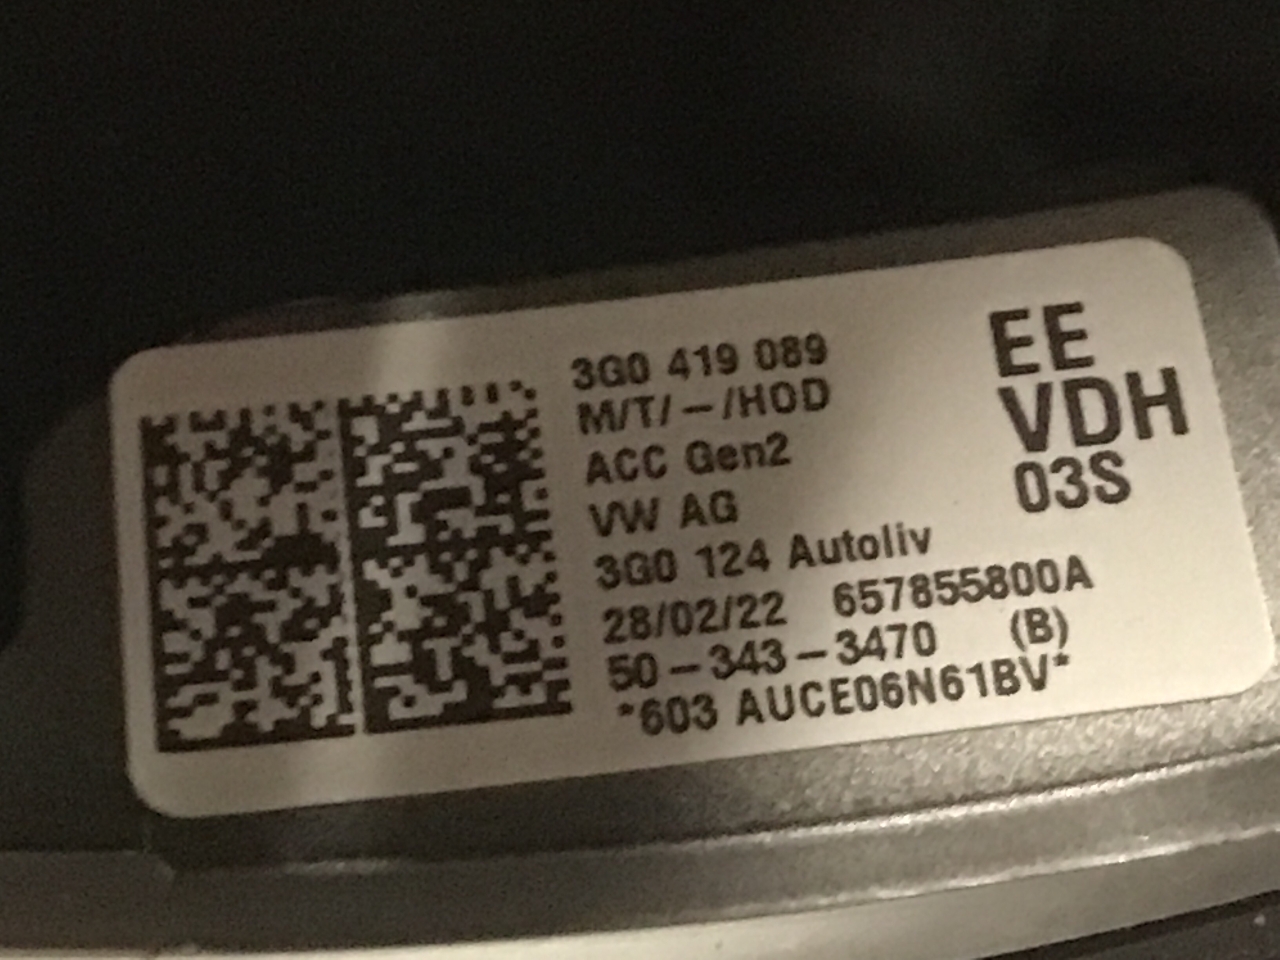 3G0 419 089
M/T/–/HOD
ACC Gen2
VW AG
3G0 124 Autoliv
28/02/22 657855800A
50–343–3470 (B)
*603 AUCE06N61BV*
EE
VDH
03S